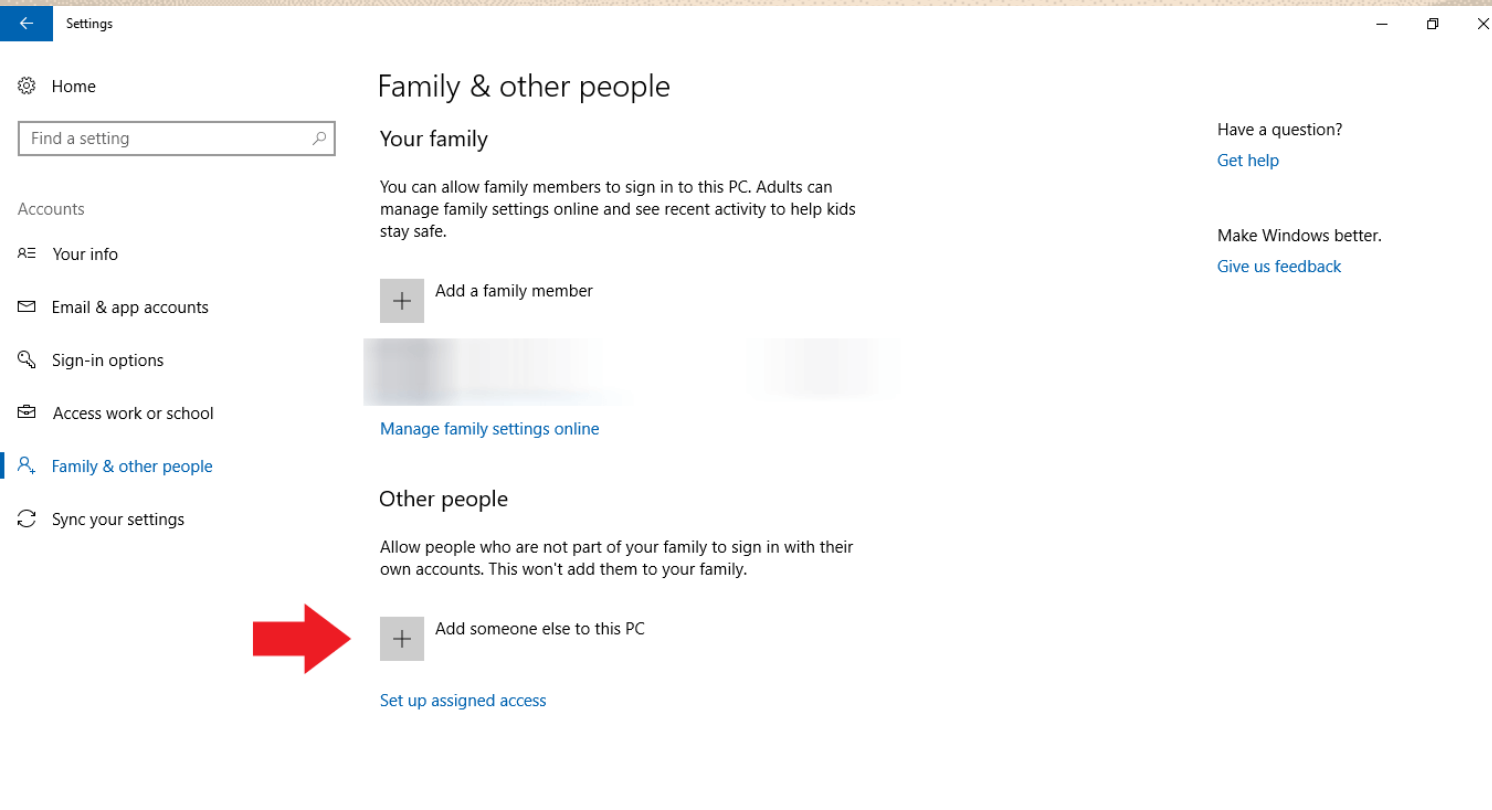 Settings
Home
Find a setting
Accounts
Your info
Email & app accounts
Sign-in options
Access work or school
Family & other people
Sync your settings
Family & other people
Your family
You can allow family members to sign in to this PC. Adults can
manage family settings online and see recent activity to help kids
stay safe.
Add a family member
Manage family settings online
Other people
Allow people who are not part of your family to sign in with their
own accounts. This won't add them to your family.
Add someone else to this PC
Set up assigned access
Have a question?
Get help
Make Windows better.
Give us feedback